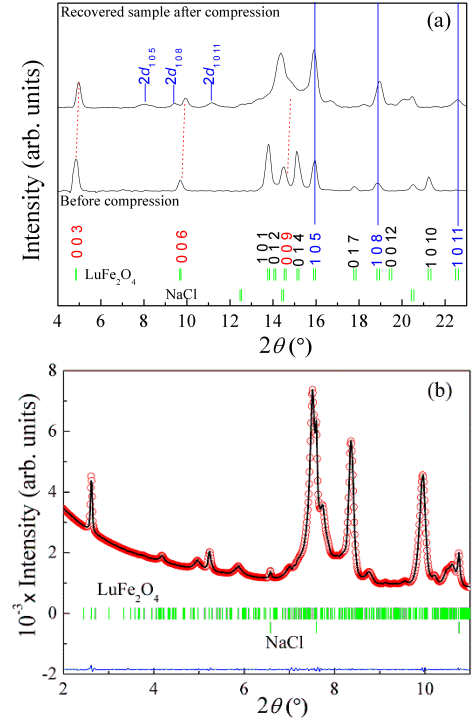 Recovered sample after compression
(a)
2d₁₀₅
2d₁₀₈
2d₁₀₁₁
Intensity (arb. units)
Before compression
0 0 3
0 0 6
1 0 1
0 1 2
0 0 9
0 1 4
1 0 5
0 1 7
1 0 8
0 0 12
1 0 10
1 0 11
LuFe₂O₄
NaCl
4 6 8 10 12 14 16 18 20 22
2θ (°)
(b)
8
6
4
2
0
-2
10⁻³x Intensity (arb. units)
LuFe₂O₄
NaCl
2 4 6 8 10
2θ (°)